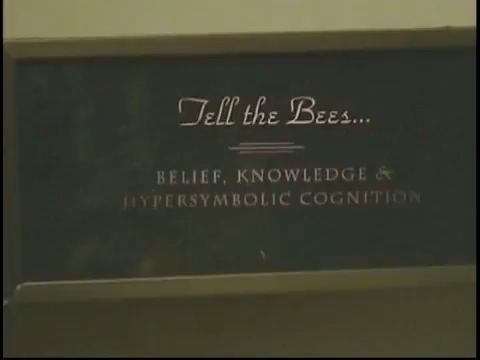 Tell the Bees...
BELIEF, KNOWLEDGE &
HYPERSYMBOLIC COGNITION